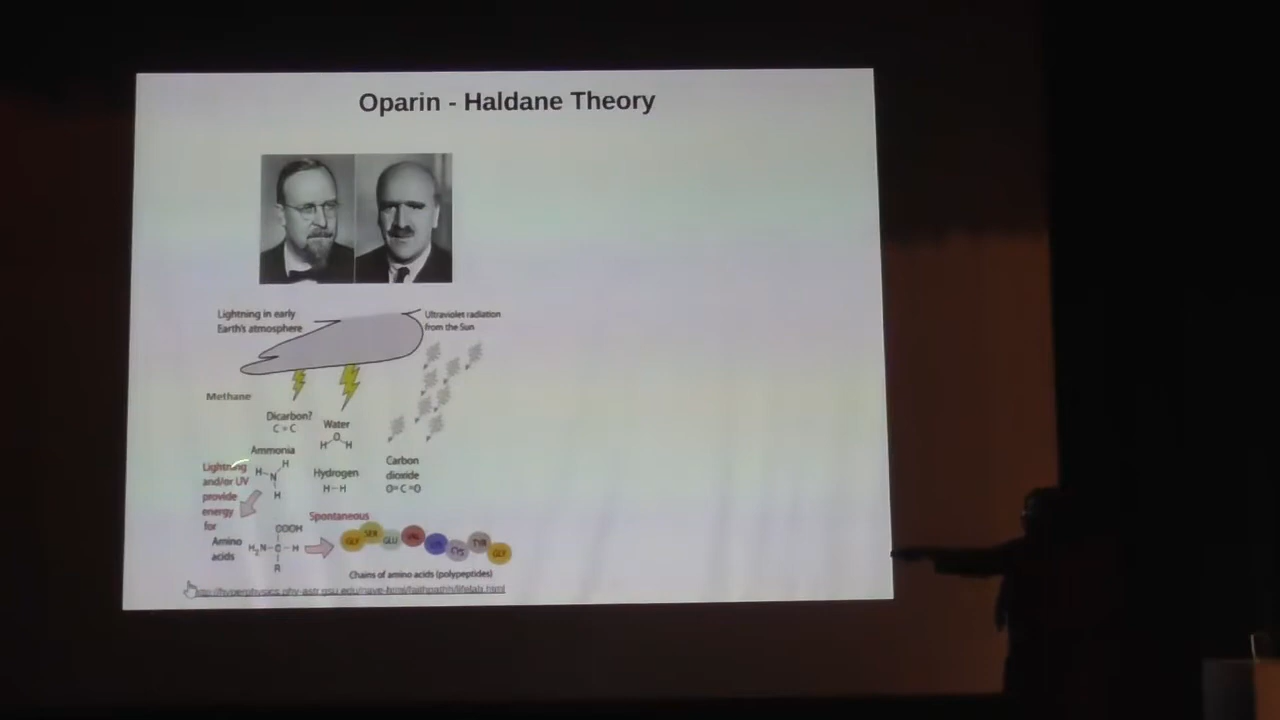 Oparin - Haldane Theory
Lightning in early
Earth's atmosphere
Ultraviolet radiation
from the Sun
Methane
Dicarbon?
C=C
Water
O
H H
Ammonia
H
H-N
H
Lightning
and/or UV
provide
energy
for
Hydrogen
H-H
Carbon
dioxide
O=C=O
Amino
acids
COOH
H2N-C-H
R
Spontaneous
GLY SER GLU VAL CYS TYR GLY
Chains of amino acids (polypeptides)